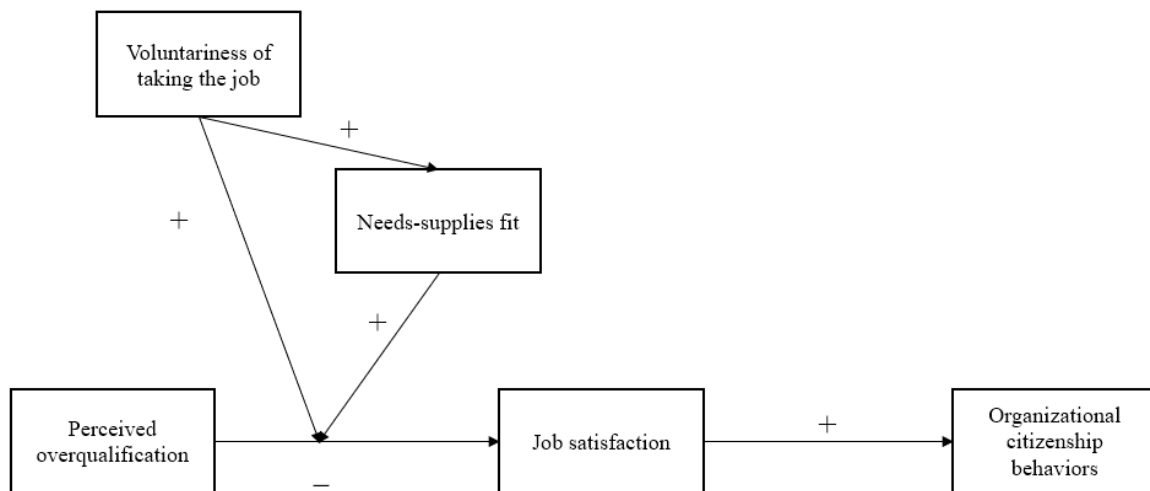 Voluntariness of
taking the job
+
Needs-supplies fit
+
+
Perceived
overqualification
−
Job satisfaction
+
Organizational
citizenship
behaviors